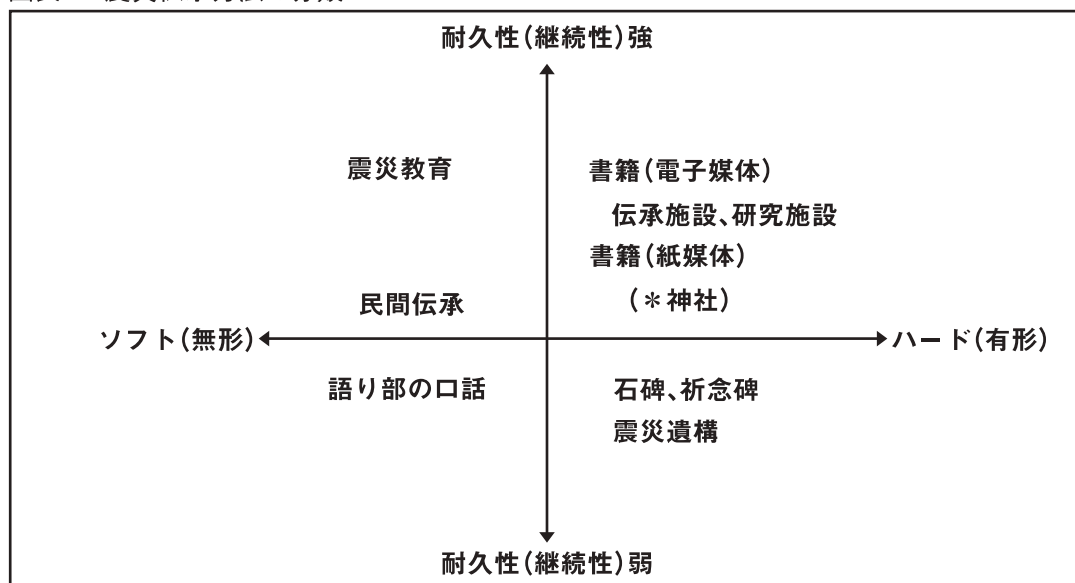 耐久性(継続性)強
震災教育
書籍(電子媒体)
伝承施設、研究施設
書籍(紙媒体)
(＊神社)
民間伝承
ソフト(無形)
ハード(有形)
語り部の口話
石碑、祈念碑
震災遺構
耐久性(継続性)弱